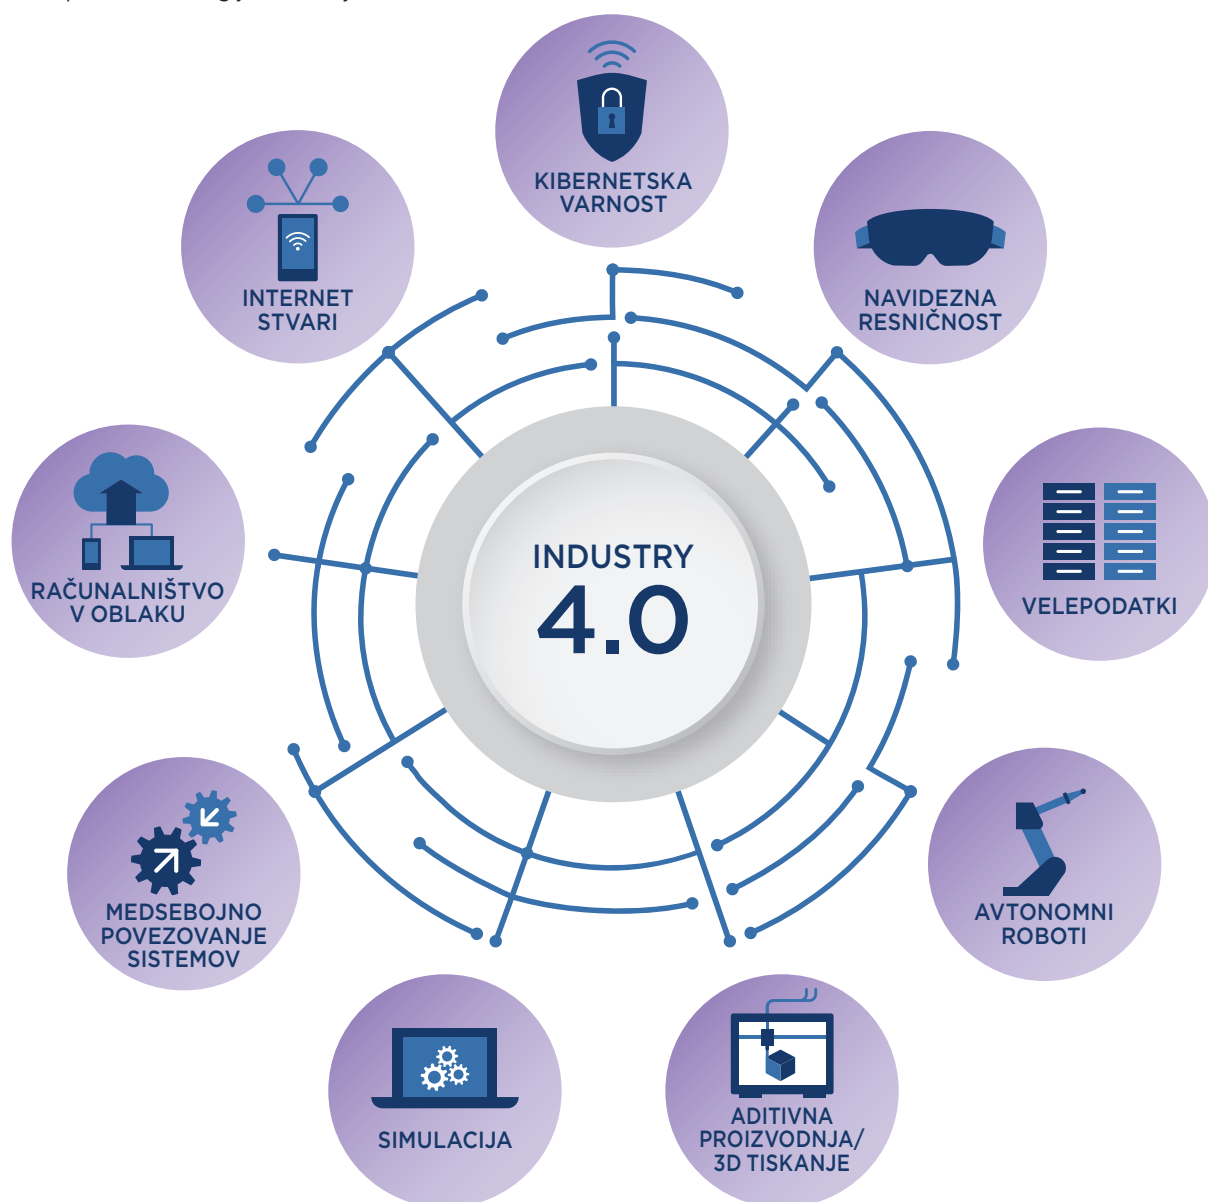 KIBERNETSKA
VARNOST
NAVIDEZNA
RESNIČNOST
VELEPODATKI
AVTONOMNI
ROBOTI
ADITIVNA
PROIZVODNJA/
3D TISKANJE
SIMULACIJA
MEDSEBOJNO
POVEZOVANJE
SISTEMOV
RAČUNALNIŠTVO
V OBLAKU
INTERNET
STVARI
INDUSTRY
4.0